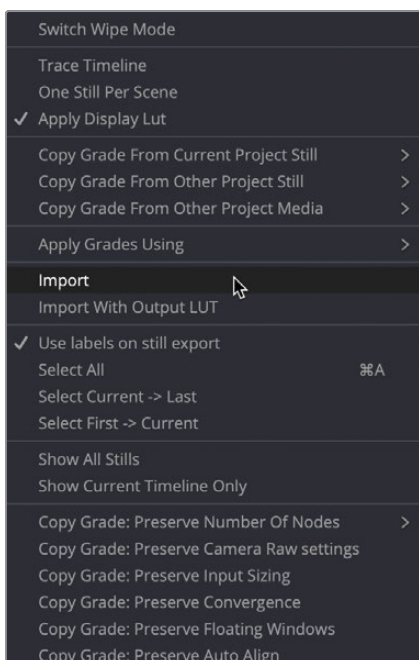 Switch Wipe Mode
Trace Timeline
One Still Per Scene
✓ Apply Display Lut
Copy Grade From Current Project Still >
Copy Grade From Other Project Still >
Copy Grade From Other Project Media >
Apply Grades Using >
Import
Import With Output LUT
✓ Use labels on still export
Select All ⌘A
Select Current -> Last
Select First -> Current
Show All Stills
Show Current Timeline Only
Copy Grade: Preserve Number Of Nodes >
Copy Grade: Preserve Camera Raw settings
Copy Grade: Preserve Input Sizing
Copy Grade: Preserve Convergence
Copy Grade: Preserve Floating Windows
Copy Grade: Preserve Auto Align